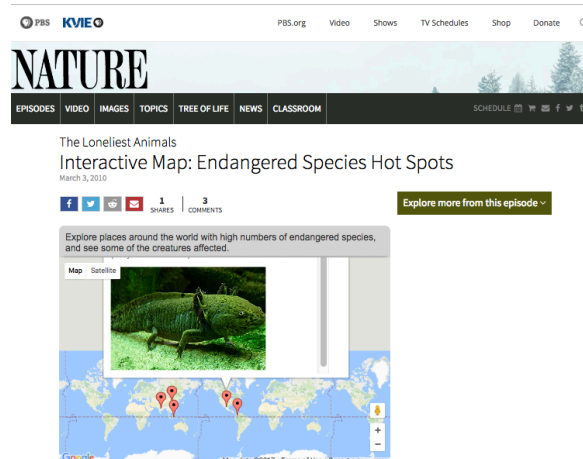 PBS KVIE PBS.org Video Shows TV Schedules Shop Donate
NATURE
EPISODES VIDEO IMAGES TOPICS TREE OF LIFE NEWS CLASSROOM SCHEDULE
The Loneliest Animals
Interactive Map: Endangered Species Hot Spots
March 3, 2010
1 SHARES 3 COMMENTS
Explore more from this episode
Explore places around the world with high numbers of endangered species,
and see some of the creatures affected.
Map Satellite
+
−
Google